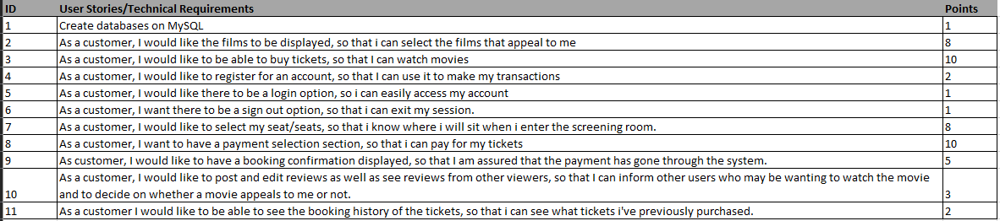 ID User Stories/Technical Requirements Points
1 Create databases on MySQL 1
2 As a customer, I would like the films to be displayed, so that i can select the films that appeal to me 8
3 As a customer, I would like to be able to buy tickets, so that I can watch movies 10
4 As a customer, I would like to register for an account, so that I can use it to make my transactions 2
5 As a customer, I would like there to be a login option, so i can easily access my account 1
6 As a customer, I want there to be a sign out option, so that i can exit my session. 1
7 As a customer, I would like to select my seat/seats, so that i know where i will sit when i enter the screening room. 8
8 As a customer, I want to have a payment selection section, so that i can pay for my tickets 10
9 As customer, I would like to have a booking confirmation displayed, so that I am assured that the payment has gone through the system. 5
As a customer, I would like to post and edit reviews as well as see reviews from other viewers, so that I can inform other users who may be wanting to watch the movie
10 and to decide on whether a movie appeals to me or not. 3
11 As a customer I would like to be able to see the booking history of the tickets, so that i can see what tickets i've previously purchased. 2